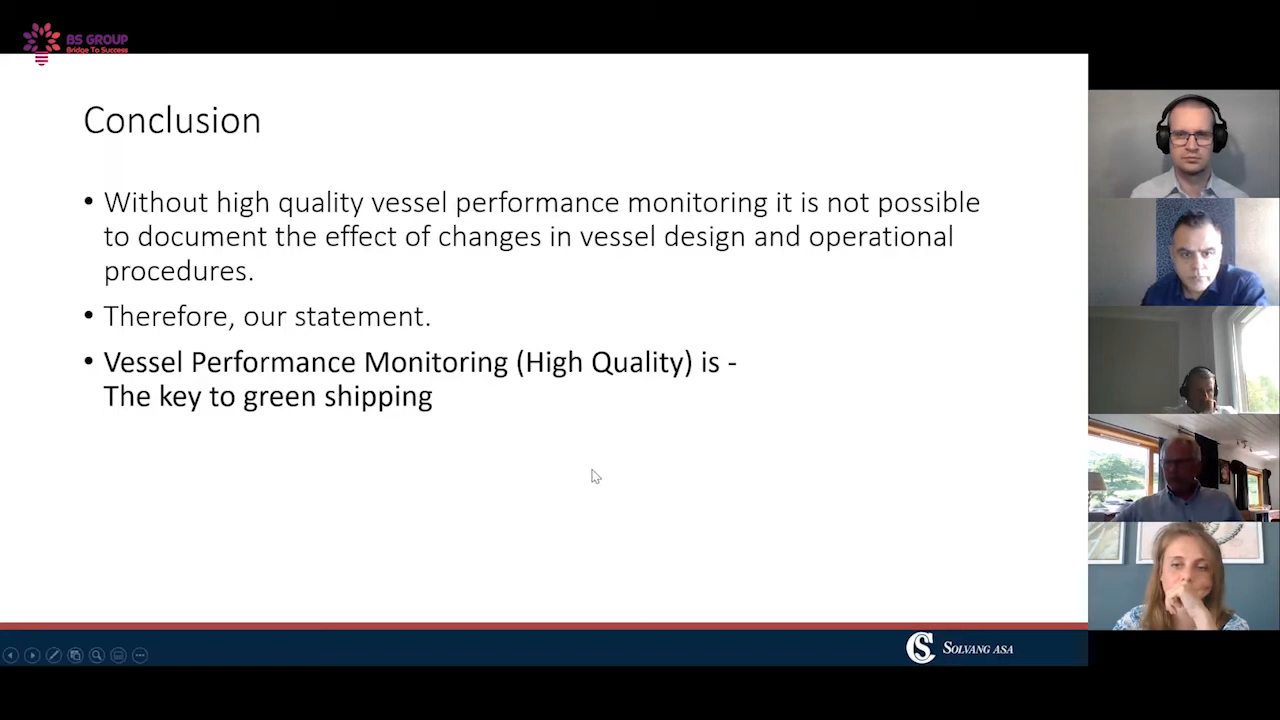 BS GROUP
Bridge To Success
Conclusion
• Without high quality vessel performance monitoring it is not possible
to document the effect of changes in vessel design and operational
procedures.
• Therefore, our statement.
• Vessel Performance Monitoring (High Quality) is -
The key to green shipping
SOLVANG ASA